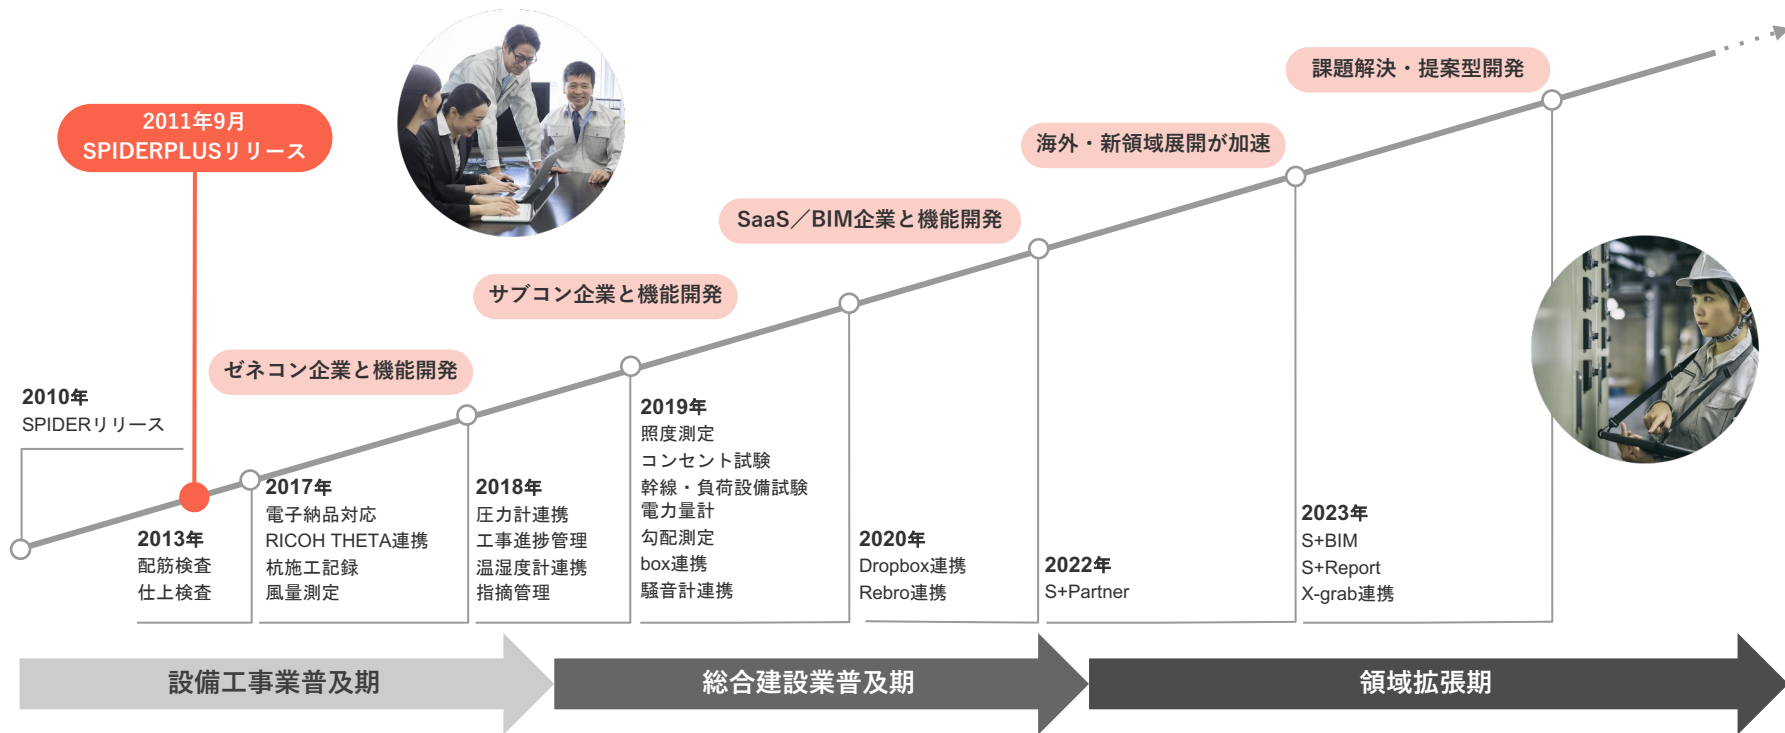 2011年9月
SPIDERPLUSリリース
課題解決・提案型開発
海外・新領域展開が加速
SaaS／BIM企業と機能開発
サブコン企業と機能開発
ゼネコン企業と機能開発
2010年
SPIDERリリース
2013年
配筋検査
仕上検査
2017年
電子納品対応
RICOH THETA連携
杭施工記録
風量測定
2018年
圧力計連携
工事進捗管理
温湿度計連携
指摘管理
2019年
照度測定
コンセント試験
幹線・負荷設備試験
電力量計
勾配測定
box連携
騒音計連携
2020年
Dropbox連携
Rebro連携
2022年
S+Partner
2023年
S+BIM
S+Report
X-grab連携
設備工事業普及期
総合建設業普及期
領域拡張期